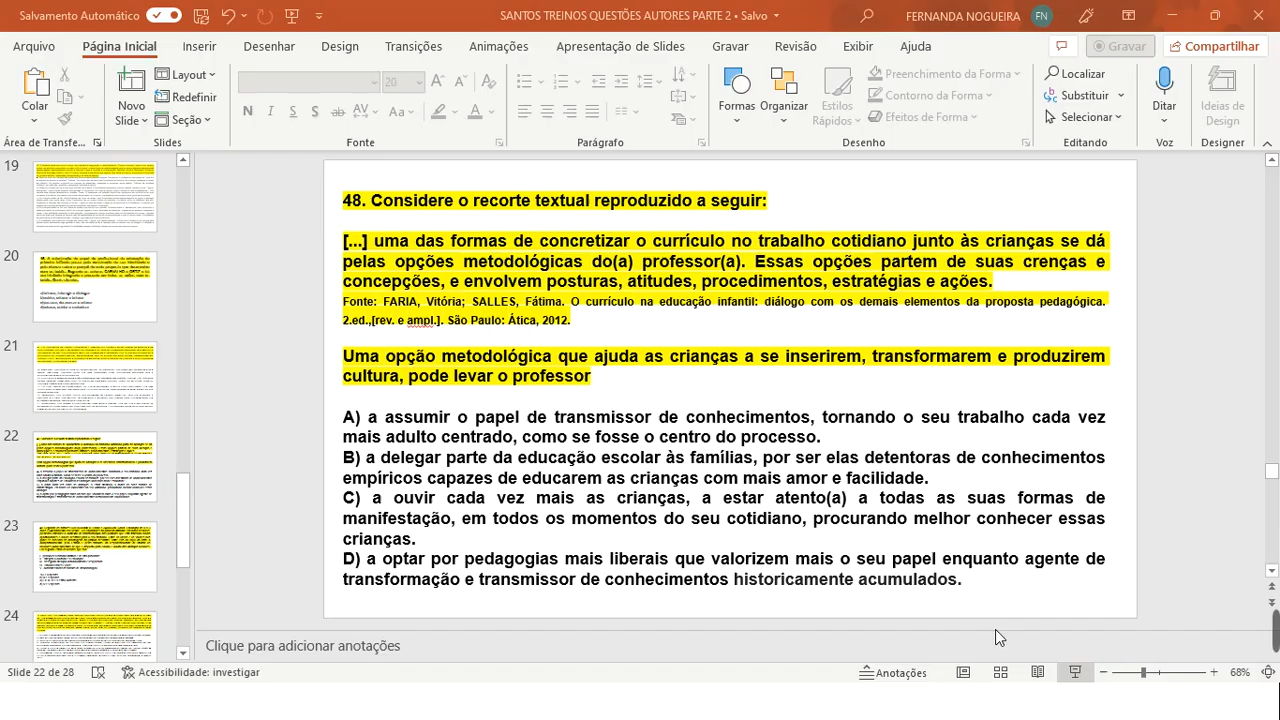 Salvamento Automático
SANTOS TREINOS QUESTÕES AUTORES PARTE 2 • Salvo
FERNANDA NOGUEIRA FN
Arquivo Página Inicial Inserir Desenhar Design Transições Animações Apresentação de Slides Gravar Revisão Exibir Ajuda Gravar Compartilhar
Colar
Novo Slide
Layout
Redefinir
Seção
20
N I S S ab AV Aa A
Formas Organizar Estilos Rápidos
Preenchimento da Forma
Contorno da Forma
Efeitos de Forma
Localizar
Substituir
Selecionar
Ditar
Ideias de Design
Área de Transfe... Slides Fonte Parágrafo Desenho Editando Voz Designer
19
20
21
22
23
24
48. Considere o recorte textual reproduzido a seguir:
[...] uma das formas de concretizar o currículo no trabalho cotidiano junto às crianças se dá
pelas opções metodológicas do(a) professor(a). Essas opções partem de suas crenças e
concepções, e envolvem posturas, atitudes, procedimentos, estratégias e ações.
Fonte: FARIA, Vitória; SALLES, Fátima. O currículo na educação infantil: diálogo com os demais elementos da proposta pedagógica.
2.ed.,[rev. e ampl.]. São Paulo: Ática, 2012.
Uma opção metodológica que ajuda as crianças a se inserirem, transformarem e produzirem
cultura, pode levar o professor
A) a assumir o papel de transmissor de conhecimentos, tornando o seu trabalho cada vez
mais adulto centrado, como se fosse o centro do processo.
B) a delegar parte da educação escolar às famílias, por serem mais detentoras de conhecimentos
empíricos capazes de educarem as crianças com mais amor e facilidade.
C) a ouvir cada vez mais as crianças, a estar atento(a) a todas as suas formas de
manifestação, em todos os momentos do seu cotidiano, procurando melhor conhecer essas
crianças.
D) a optar por pedagogias mais liberais que valorizam mais o seu papel enquanto agente de
transformação e transmissor de conhecimentos historicamente acumulados.
Clique para adicionar anotações
Slide 22 de 28 Acessibilidade: investigar Anotações 68%